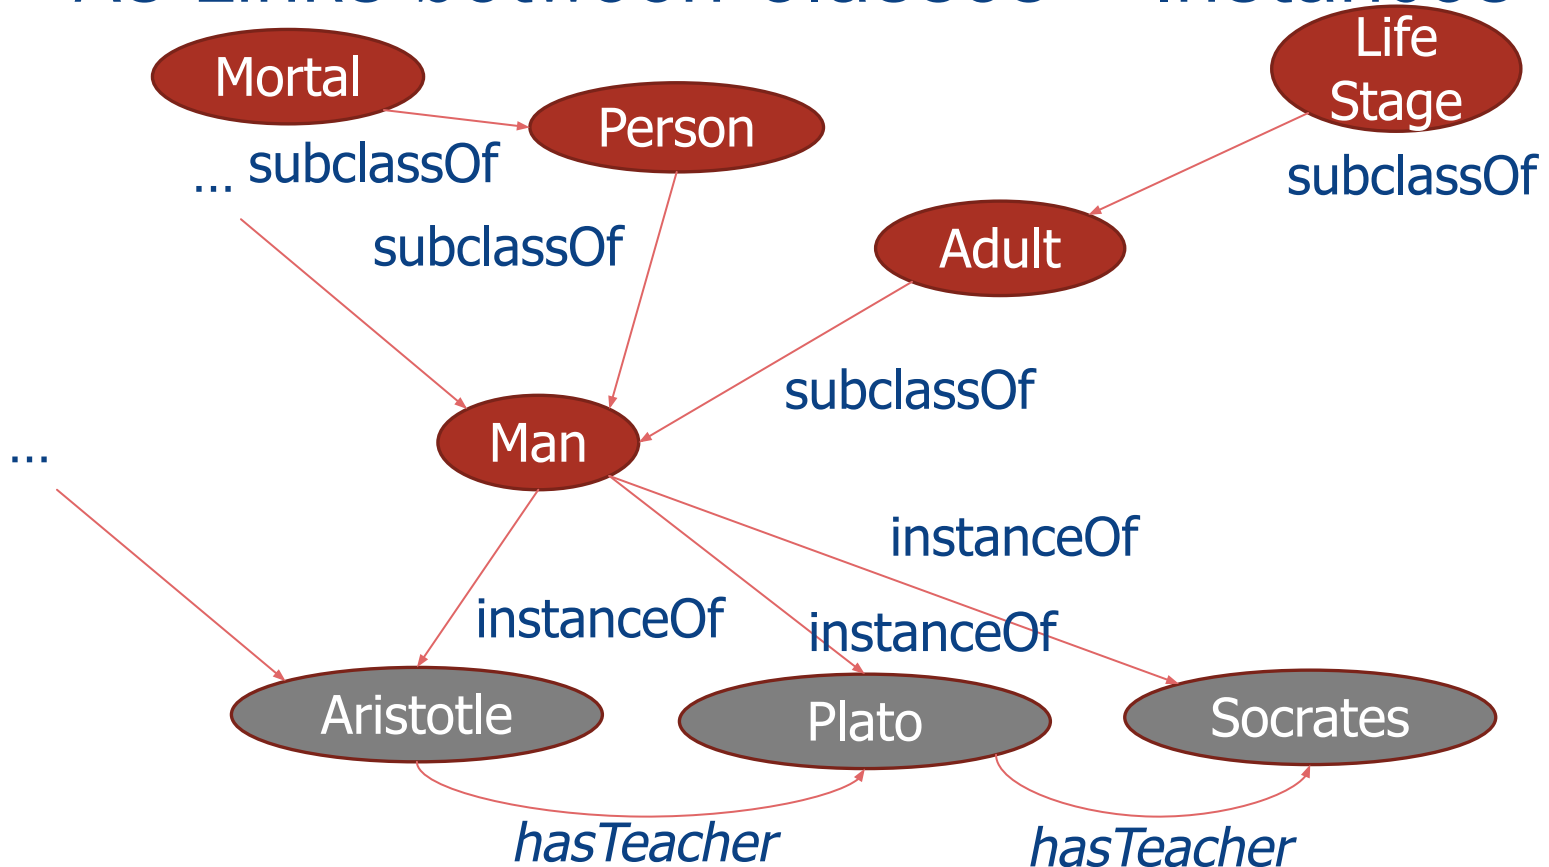 Mortal
Life
Stage
Person
subclassOf
...
subclassOf
subclassOf
Adult
subclassOf
Man
...
instanceOf
instanceOf
instanceOf
Aristotle
Plato
Socrates
hasTeacher
hasTeacher